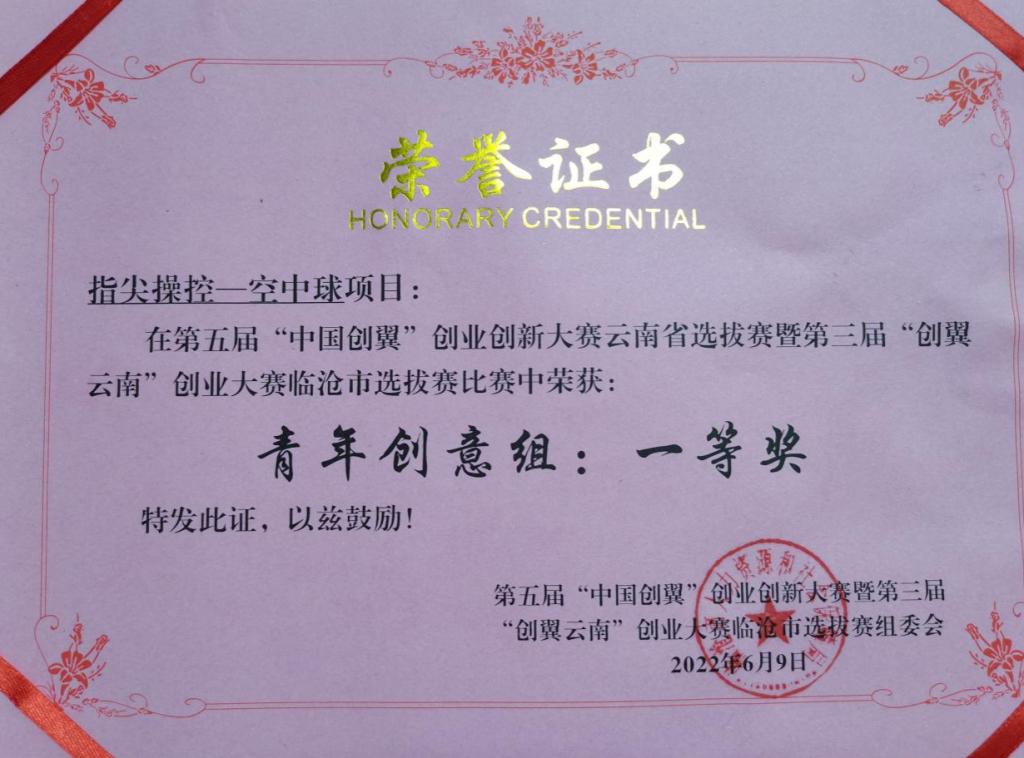 荣誉证书
HONORARY CREDENTIAL
指尖操控—空中球项目：
在第五届“中国创翼”创业创新大赛云南省选拔赛暨第三届“创翼
云南”创业大赛临沧市选拔赛比赛中荣获：
青年创意组：一等奖
特发此证，以兹鼓励！
第五届“中国创翼”创业创新大赛暨第三届
“创翼云南”创业大赛临沧市选拔赛组委会
2022年6月9日